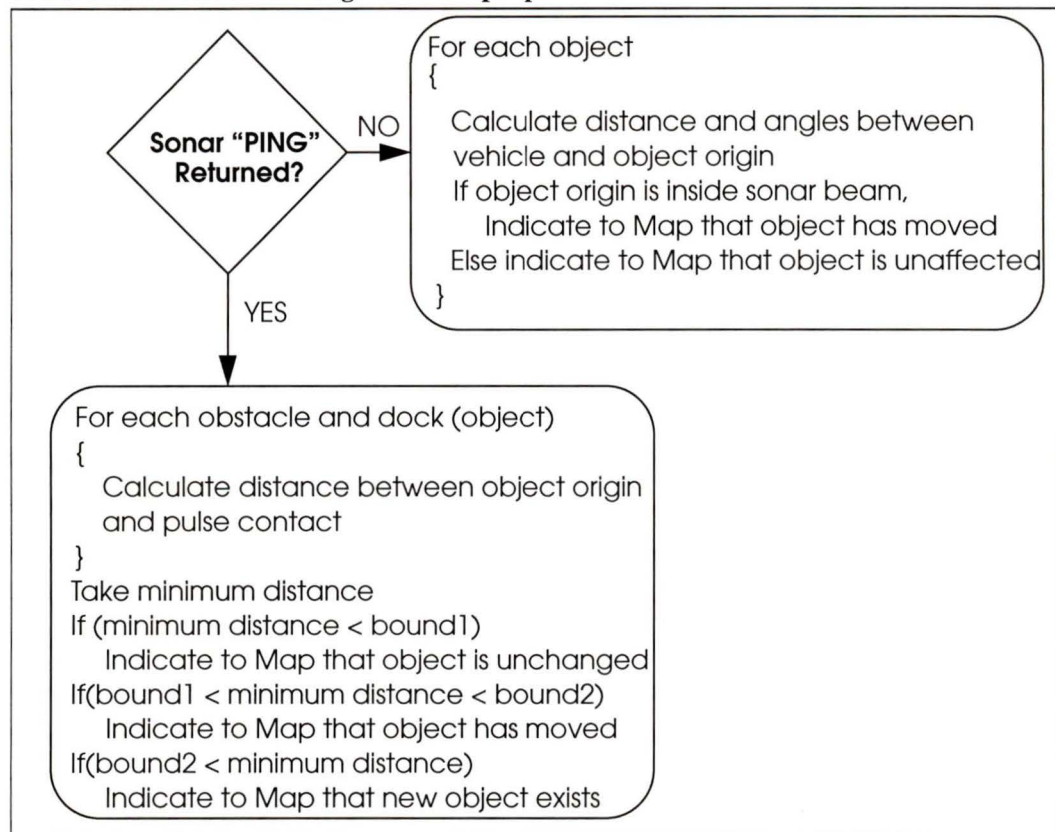 Sonar "PING"
Returned?
NO
For each object
{
Calculate distance and angles between
vehicle and object origin
If object origin is inside sonar beam,
Indicate to Map that object has moved
Else indicate to Map that object is unaffected
}
YES
For each obstacle and dock (object)
{
Calculate distance between object origin
and pulse contact
}
Take minimum distance
If (minimum distance < bound1)
Indicate to Map that object is unchanged
If(bound1 < minimum distance < bound2)
Indicate to Map that object has moved
If(bound2 < minimum distance)
Indicate to Map that new object exists